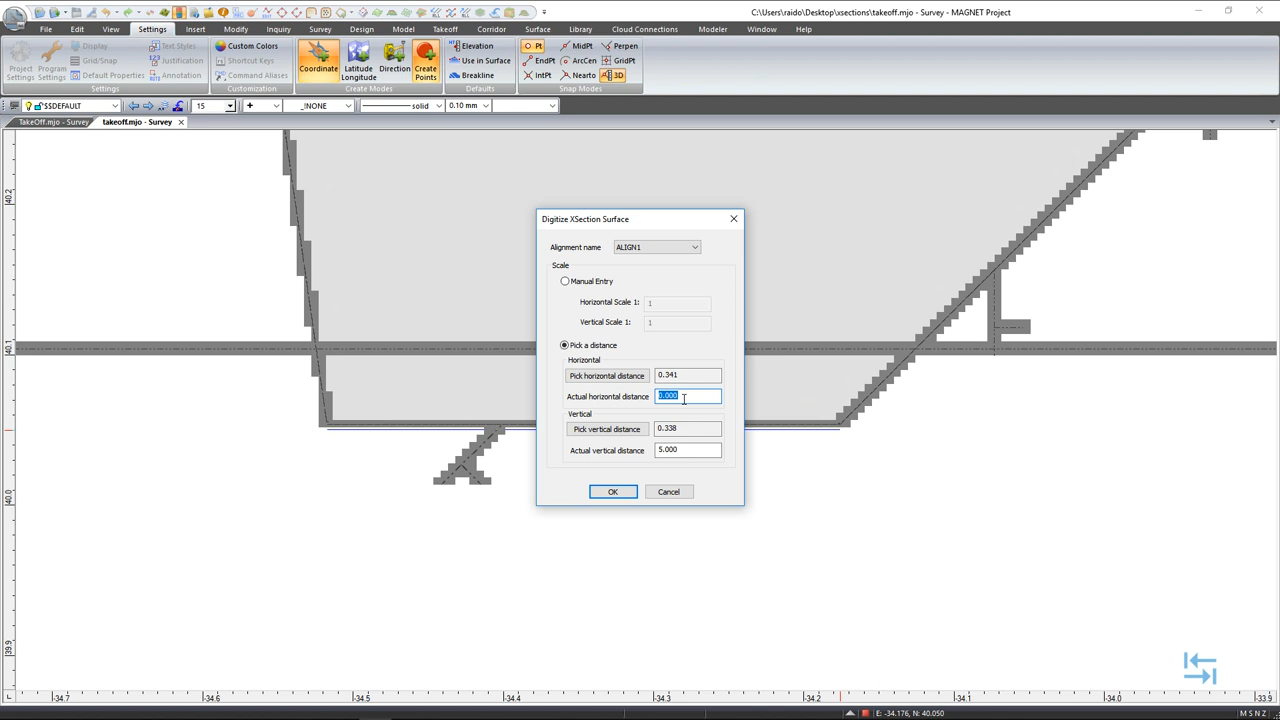 C:\Users\raido\Desktop\xsections\takeoff.mjo - Survey - MAGNET Project
File Edit View Settings Insert Modify Inquiry Survey Design Model Takeoff Corridor Surface Cloud Connections Modeler Window Help
Project Settings
Program Settings
Display
Grid/Snap
Default Properties
Text Styles
Justification
Annotation
Settings
Custom Colors
Shortcut Keys
Command Aliases
Customization
Coordinate
Latitude Longitude
Direction
Create Points
Create Modes
Elevation
Use in Surface
Breakline
Defaults
Pt MidPt Perpen
EndPt ArcCen GridPt
IntPt Nearto 3D
Snap Modes
$$DEFAULT 15 + _!NONE solid 0.10 mm
TakeOff.mjo - Survey takeoff.mjo - Survey
40.2
40.1
40.0
39.9
Digitize XSection Surface
Alignment name ALIGN1
Scale
Manual Entry
Horizontal Scale 1: 1
Vertical Scale 1: 1
Pick a distance
Horizontal
Pick horizontal distance 0.341
Actual horizontal distance 0.000
Vertical
Pick vertical distance 0.338
Actual vertical distance 5.000
OK Cancel
-34.7 -34.6 -34.5 -34.4 -34.3 -34.2 -34.1 -34.0 -33.9
E: -34.176, N: 40.050 M S N Z